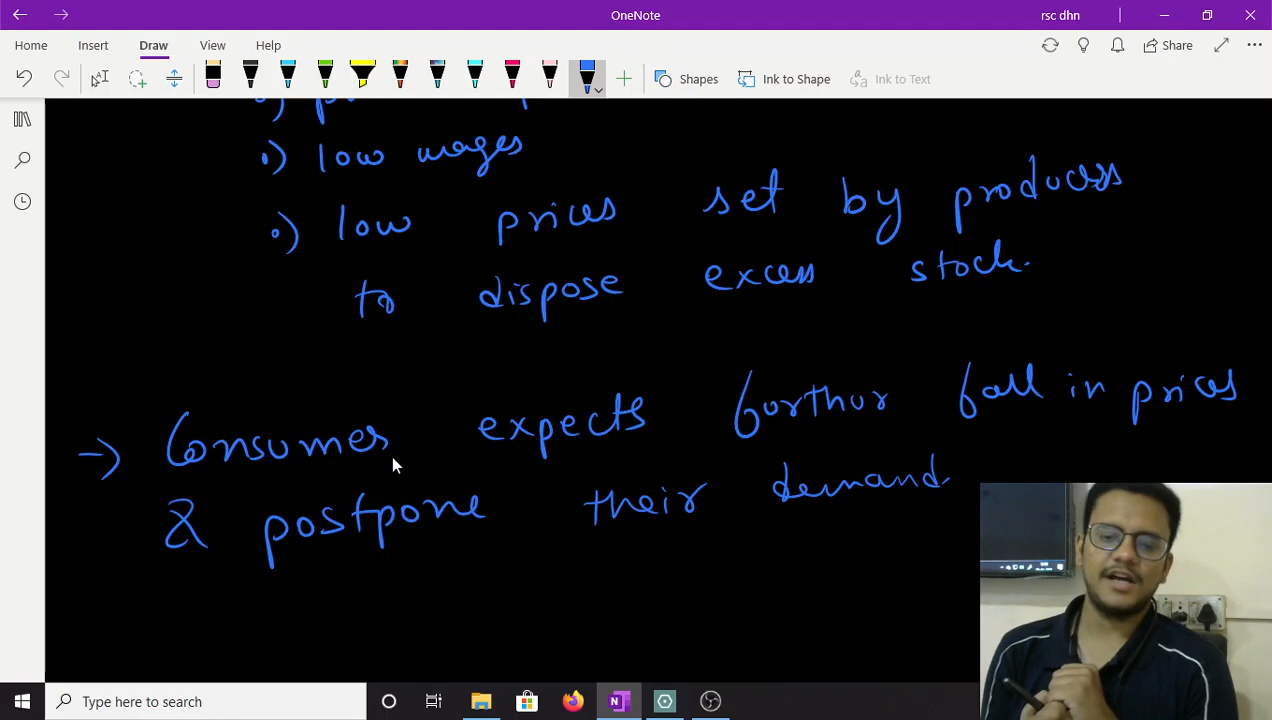 OneNote
rsc dhn
Home Insert Draw View Help
Share
Shapes Ink to Shape Ink to Text
•) low wages
•) low prices set by producess
to dispose excess stock.
→ Consumer expects forthur fall in prices
& postpone their demand.
Type here to search